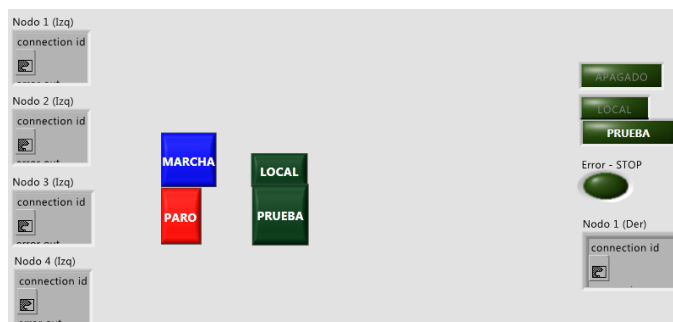 Nodo 1 (Izq)
connection id
Nodo 2 (Izq)
connection id
Nodo 3 (Izq)
connection id
Nodo 4 (Izq)
connection id
MARCHA
PARO
LOCAL
PRUEBA
APAGADO
LOCAL
PRUEBA
Error - STOP
Nodo 1 (Der)
connection id